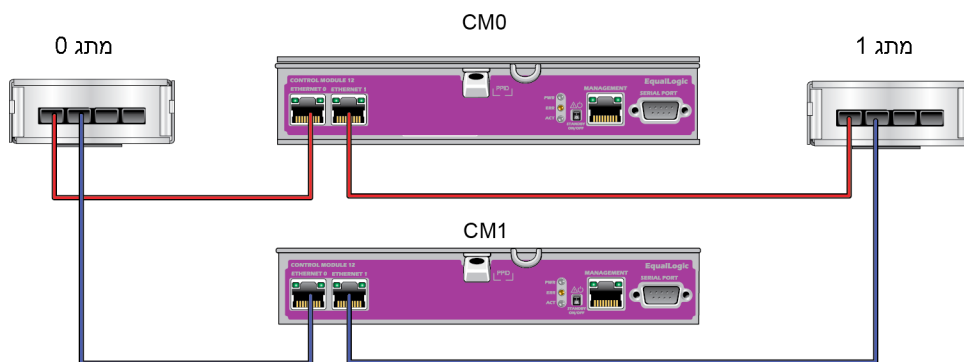 CM0
מתג 0
מתג 1
CONTROL MODULE 12
EqualLogic
ETHERNET 0 ETHERNET 1
PPID
MANAGEMENT
SERIAL PORT
PWR
ERR
ACT
STANDBY
ON/OFF
CM1
CONTROL MODULE 12
EqualLogic
ETHERNET 0 ETHERNET 1
PPID
MANAGEMENT
SERIAL PORT
PWR
ERR
ACT
STANDBY
ON/OFF